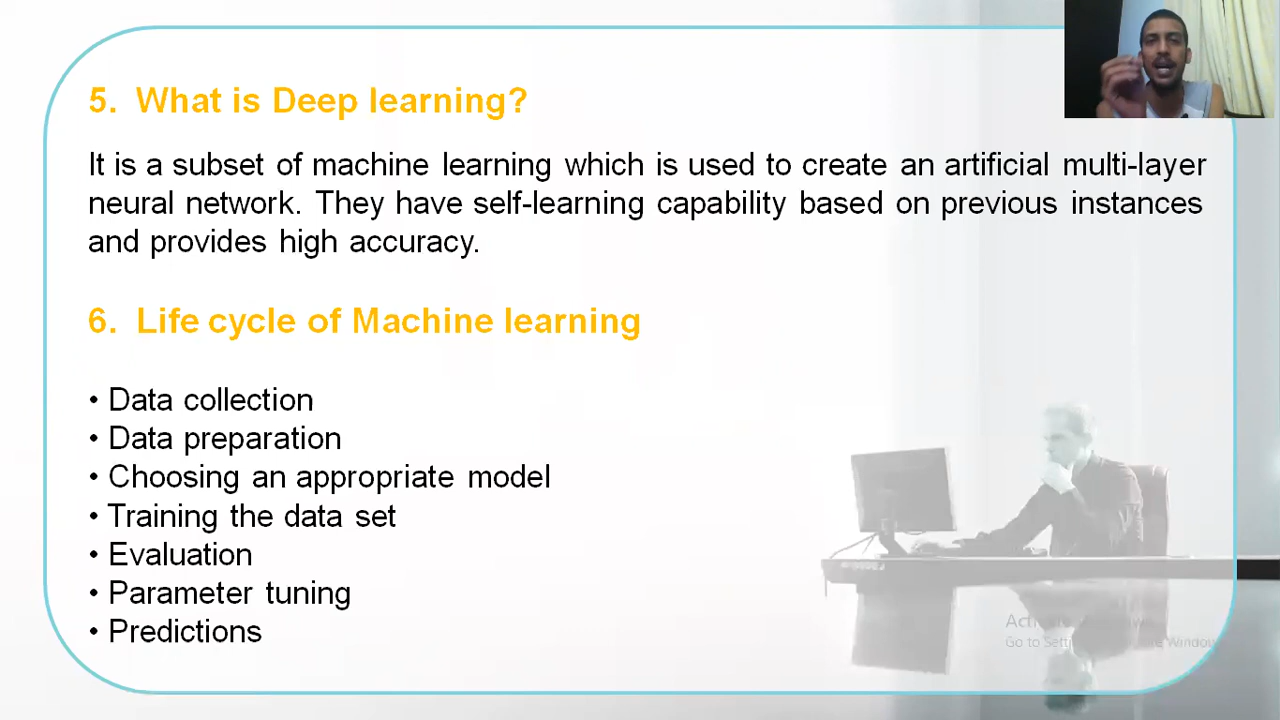 5. What is Deep learning?
It is a subset of machine learning which is used to create an artificial multi-layer
neural network. They have self-learning capability based on previous instances
and provides high accuracy.
6. Life cycle of Machine learning
• Data collection
• Data preparation
• Choosing an appropriate model
• Training the data set
• Evaluation
• Parameter tuning
• Predictions
Go to